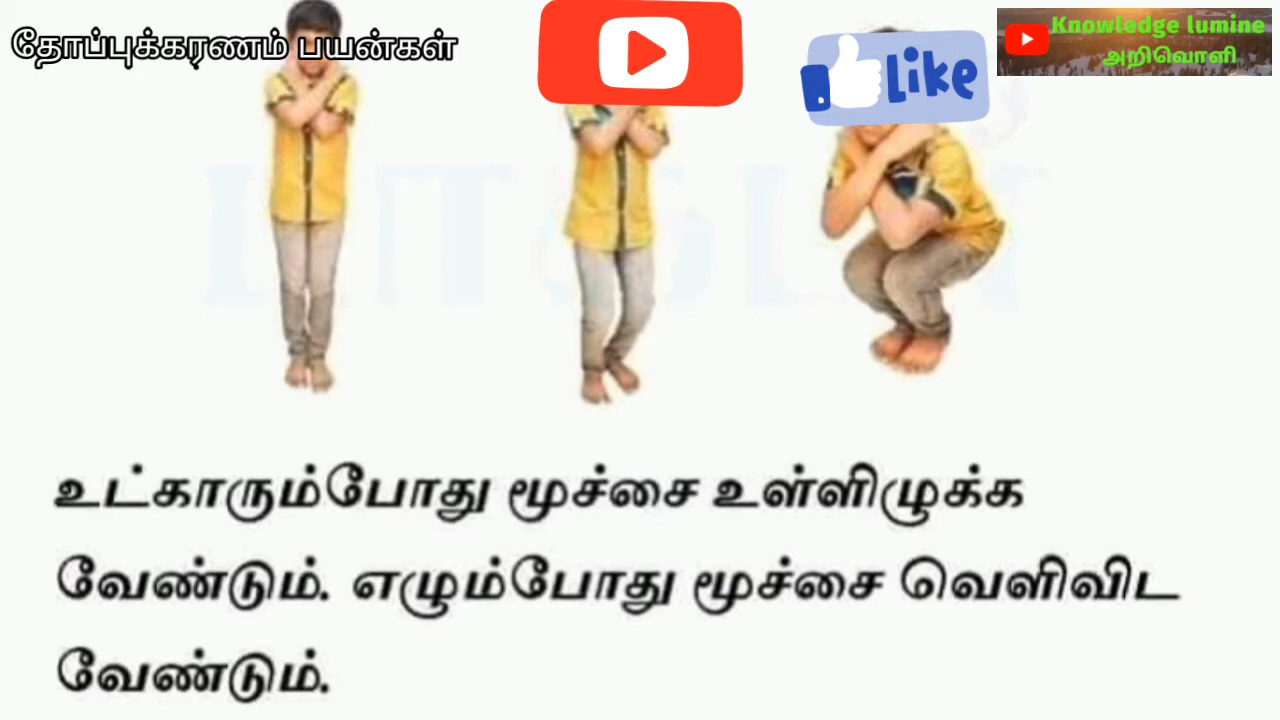 தோப்புக்கரணம் பயன்கள்
Like
Knowledge lumine
அறிவொளி
உட்காரும்போது மூச்சை உள்ளிழுக்க
வேண்டும். எழும்போது மூச்சை வெளிவிட
வேண்டும்.